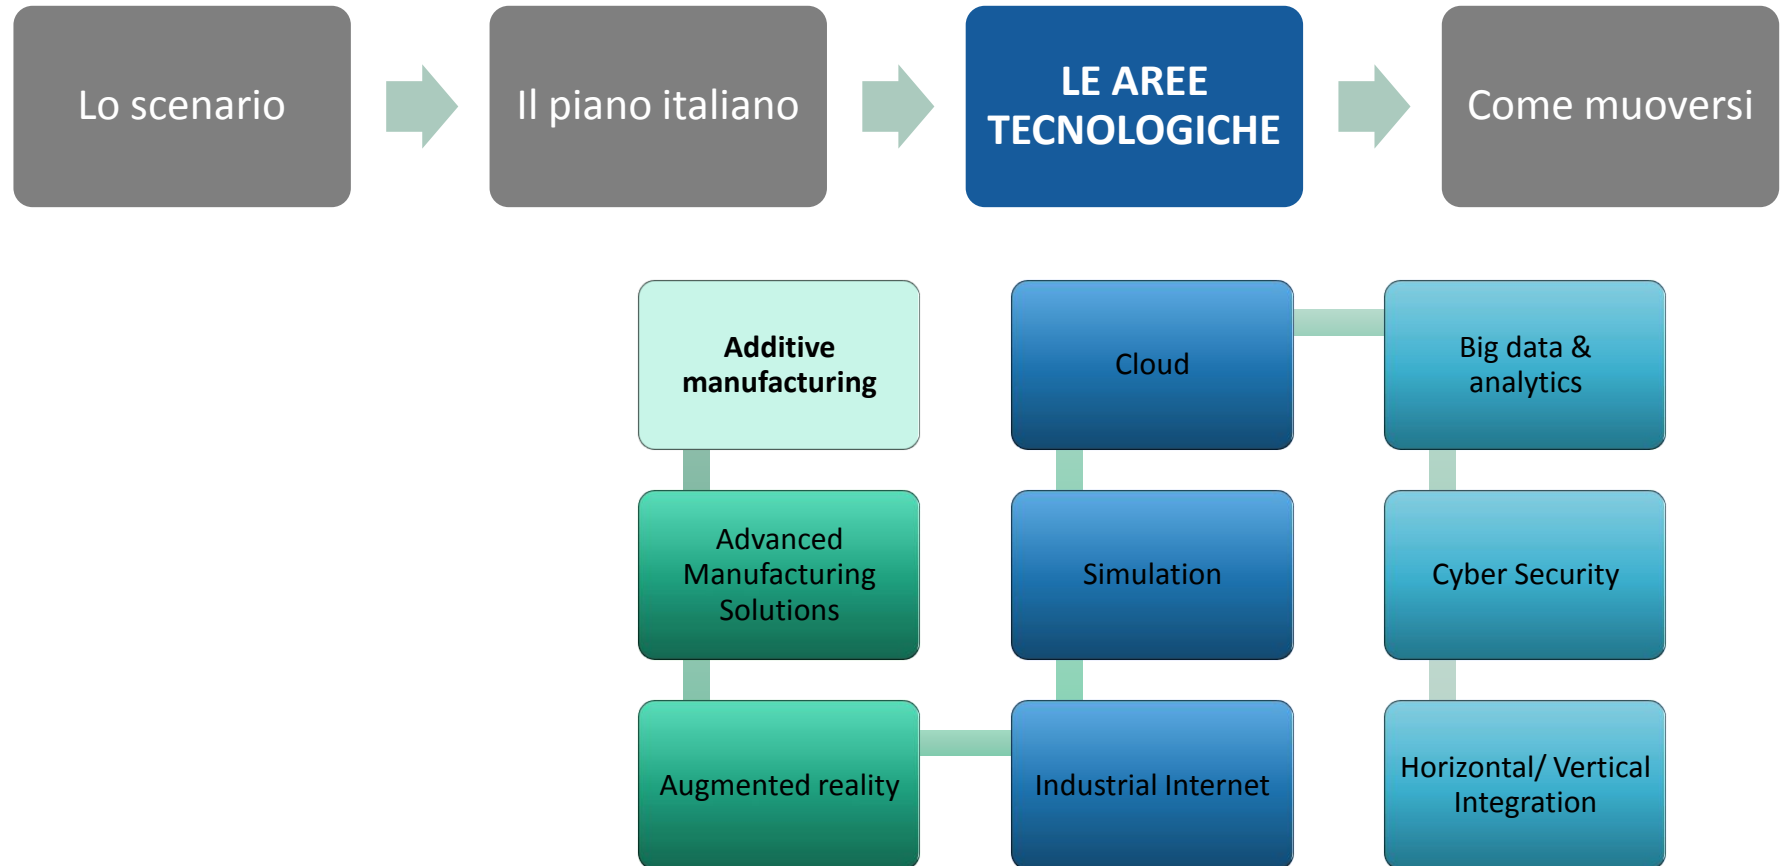 Lo scenario
Il piano italiano
LE AREE
TECNOLOGICHE
Come muoversi
Additive
manufacturing
Advanced
Manufacturing
Solutions
Augmented reality
Industrial Internet
Simulation
Cloud
Big data &
analytics
Cyber Security
Horizontal/ Vertical
Integration